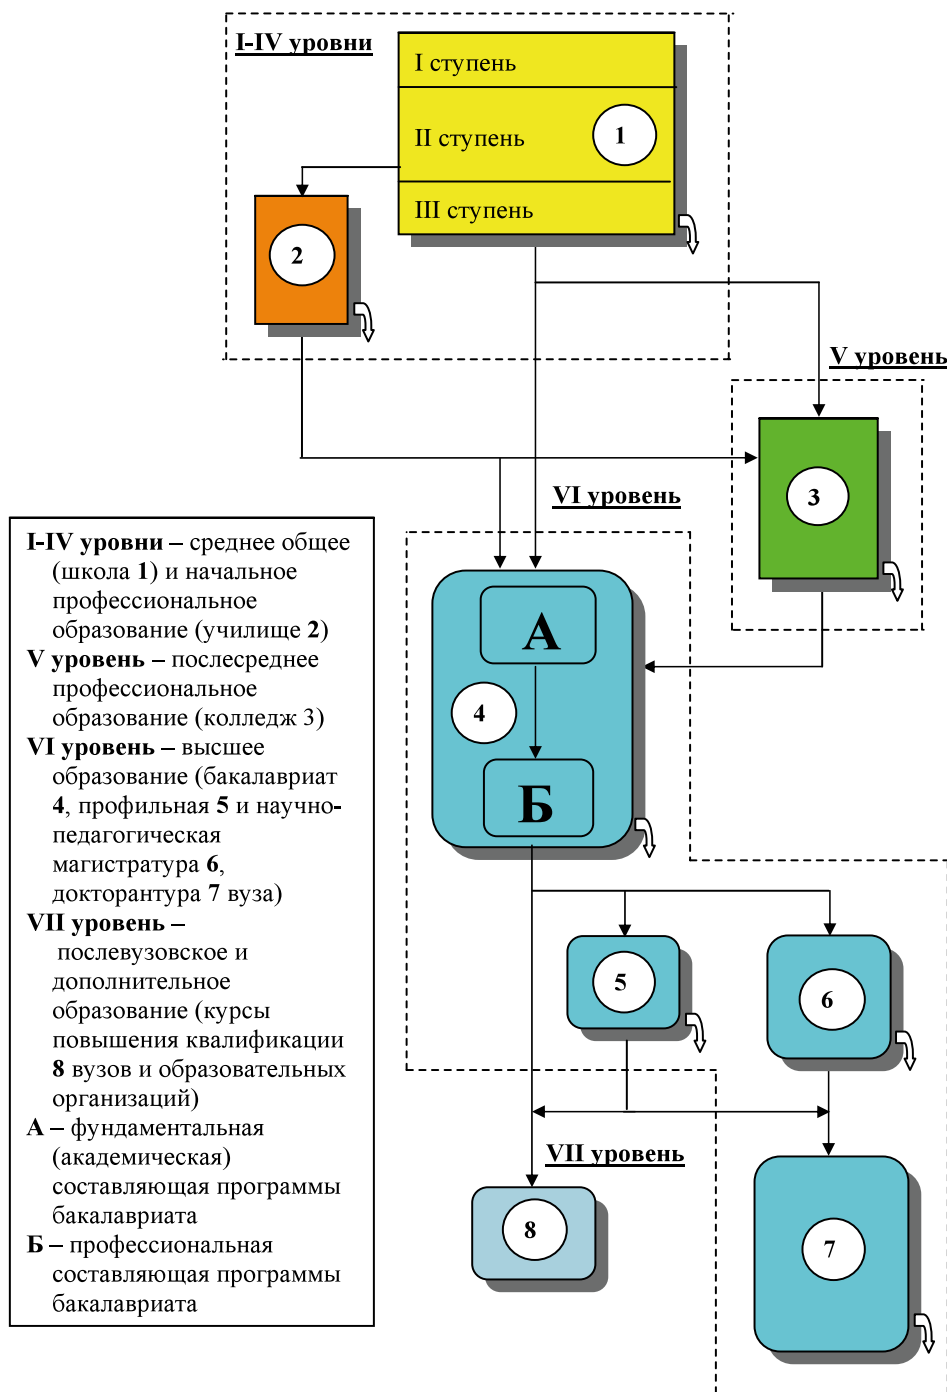 I-IV уровни
I ступень
II ступень
1
III ступень
2
V уровень
3
VI уровень
I-IV уровни – среднее общее
(школа 1) и начальное
профессиональное
образование (училище 2)
V уровень – послесреднее
профессиональное
образование (колледж 3)
VI уровень – высшее
образование (бакалавриат
4, профильная 5 и научно-
педагогическая
магистратура 6,
докторантура 7 вуза)
VII уровень –
послевузовское и
дополнительное
образование (курсы
повышения квалификации
8 вузов и образовательных
организаций)
А – фундаментальная
(академическая)
составляющая программы
бакалавриата
Б – профессиональная
составляющая программы
бакалавриата
А
4
Б
5
6
VII уровень
8
7